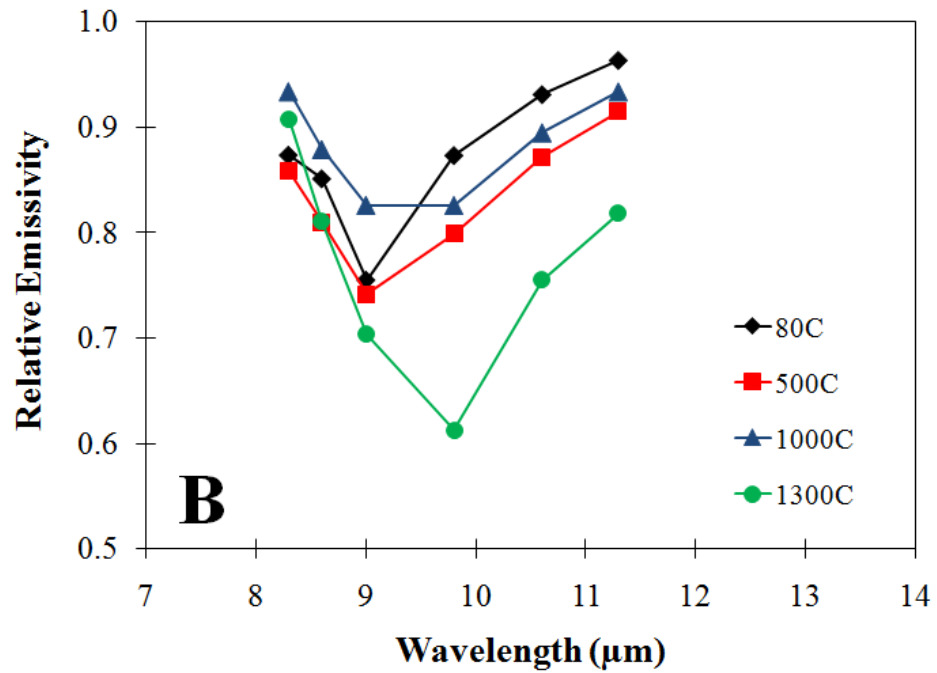 1.0
0.9
0.8
0.7
0.6
0.5
Relative Emissivity
80C
500C
1000C
1300C
B
7 8 9 10 11 12 13 14
Wavelength (µm)